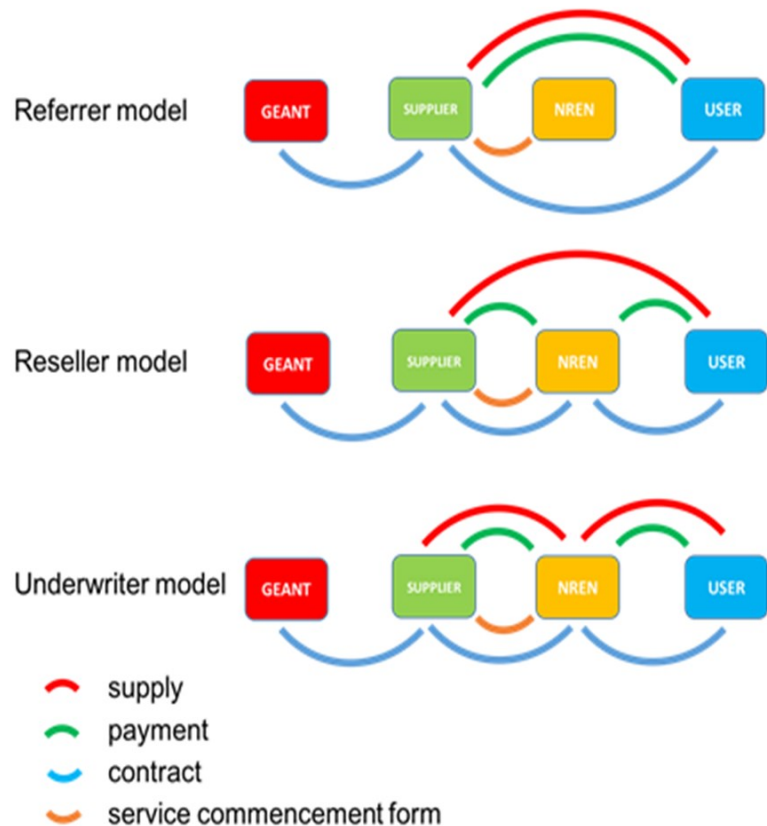 Referrer model
GEANT
SUPPLIER
NREN
USER
Reseller model
GEANT
SUPPLIER
NREN
USER
Underwriter model
GEANT
SUPPLIER
NREN
USER
supply
payment
contract
service commencement form